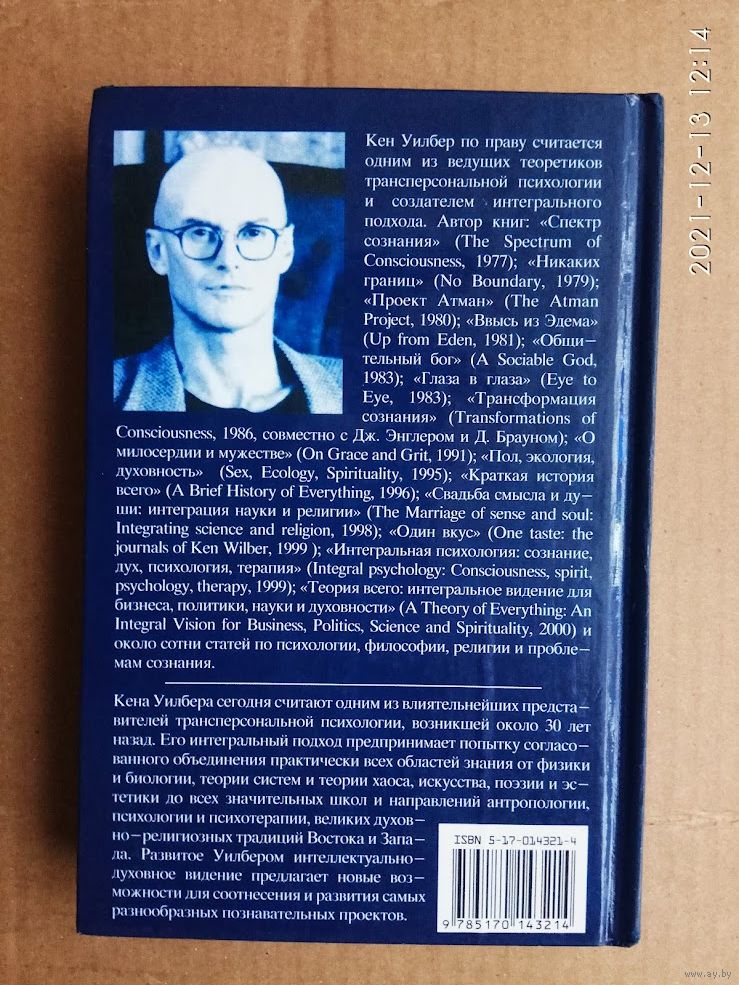 2021-12-13 12:14
Кен Уилбер по праву считается
одним из ведущих теоретиков
трансперсональной психологии
и создателем интегрального
подхода. Автор книг: «Спектр
сознания» (The Spectrum of
Consciousness, 1977); «Никаких
границ» (No Boundary, 1979);
«Проект Атман» (The Atman
Project, 1980); «Ввысь из Эдема»
(Up from Eden, 1981); «Общи-
тельный бог» (A Sociable God,
1983); «Глаза в глаза» (Eye to
Eye, 1983); «Трансформация
сознания» (Transformations of
Consciousness, 1986, совместно с Дж. Энглером и Д. Брауном); «О
милосердии и мужестве» (On Grace and Grit, 1991); «Пол, экология,
духовность» (Sex, Ecology, Spirituality, 1995); «Краткая история
всего» (A Brief History of Everything, 1996); «Свадьба смысла и ду-
ши: интеграция науки и религии» (The Marriage of sense and soul:
Integrating science and religion, 1998); «Один вкус» (One taste: the
journals of Ken Wilber, 1999 ); «Интегральная психология: сознание,
дух, психология, терапия» (Integral psychology: Consciousness, spirit,
psychology, therapy, 1999); «Теория всего: интегральное видение для
бизнеса, политики, науки и духовности» (A Theory of Everything: An
Integral Vision for Business, Politics, Science and Spirituality, 2000) и
около сотни статей по психологии, философии, религии и пробле-
мам сознания.
Кена Уилбера сегодня считают одним из влиятельнейших предста-
вителей трансперсональной психологии, возникшей около 30 лет
назад. Его интегральный подход предпринимает попытку согласо-
ванного объединения практически всех областей знания от физики
и биологии, теории систем и теории хаоса, искусства, поэзии и эс-
тетики до всех значительных школ и направлений антропологии,
психологии и психотерапии, великих духов-
но-религиозных традиций Востока и Запа-
да. Развитое Уилбером интеллектуально-
духовное видение предлагает новые воз-
можности для соотнесения и развития самых
разнообразных познавательных проектов.
ISBN 5-17-014321-4
9 785170 143214
www.ay.by